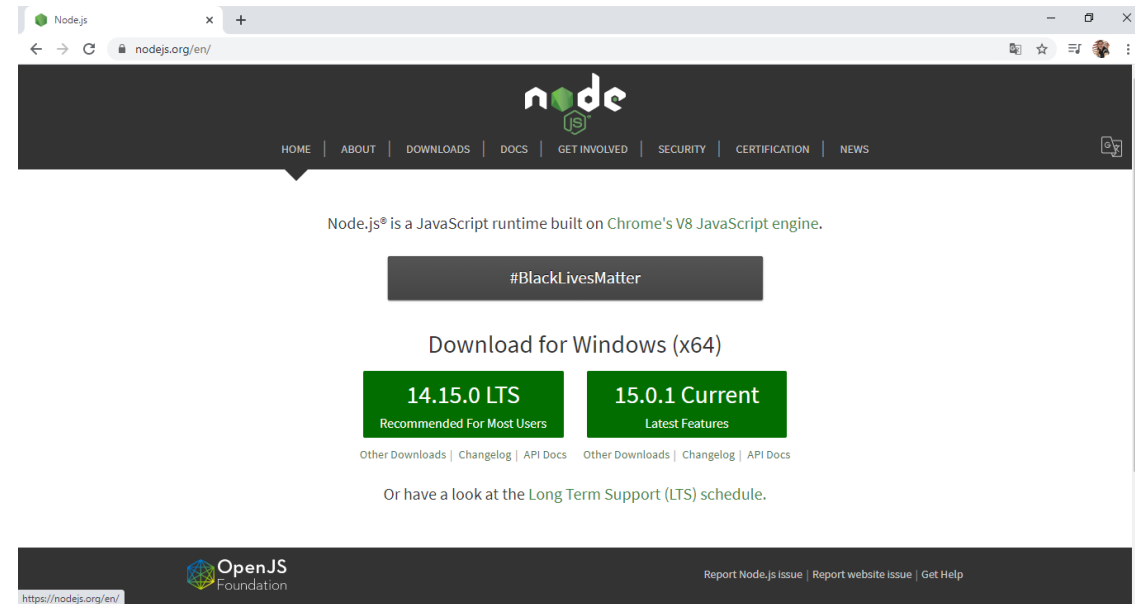 Node.js
nodejs.org/en/
node
JS
HOME | ABOUT | DOWNLOADS | DOCS | GET INVOLVED | SECURITY | CERTIFICATION | NEWS
Node.js® is a JavaScript runtime built on Chrome's V8 JavaScript engine.
#BlackLivesMatter
Download for Windows (x64)
14.15.0 LTS
Recommended For Most Users
15.0.1 Current
Latest Features
Other Downloads | Changelog | API Docs
Other Downloads | Changelog | API Docs
Or have a look at the Long Term Support (LTS) schedule.
OpenJS
Foundation
Report Node.js issue | Report website issue | Get Help
https://nodejs.org/en/